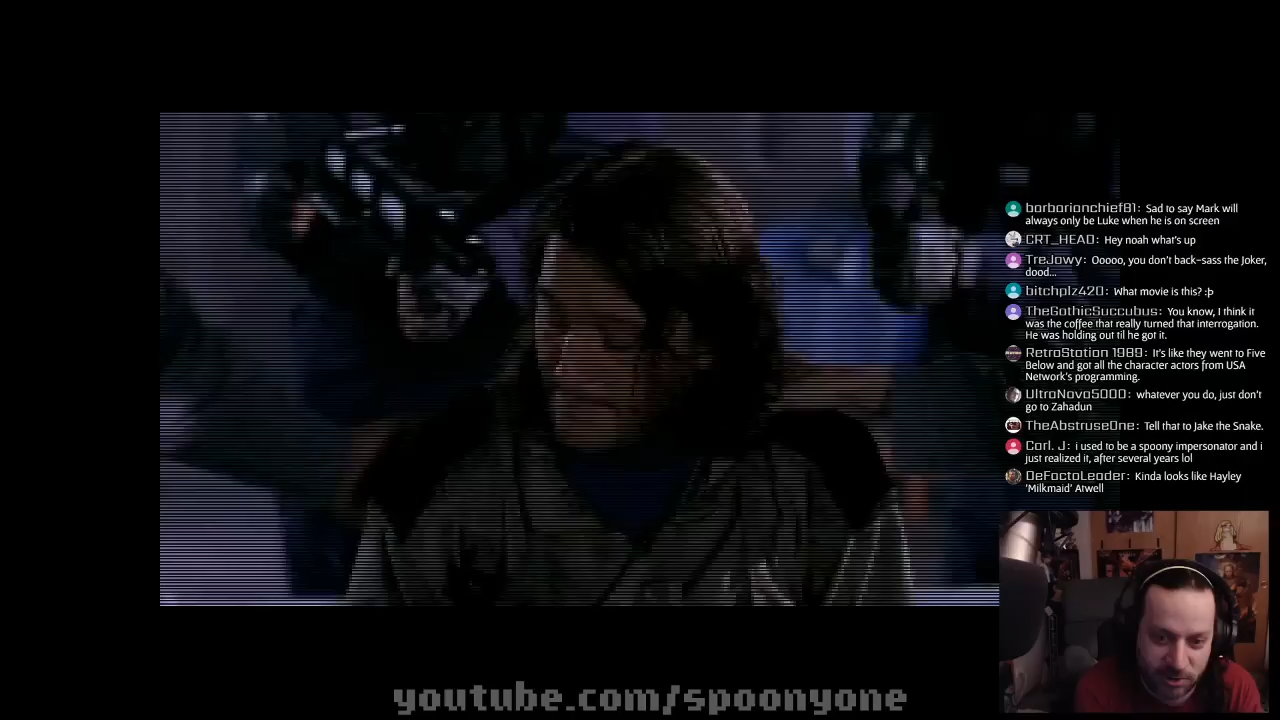 barbarianchief81: Sad to say Mark will
always only be Luke when he is on screen
CRT_HEAD: Hey noah what's up
TreJowy: Ooooo, you don't back-sass the Joker,
dood...
bitchplz420: What movie is this? :þ
TheGothicSuccubus: You know, I think it
was the coffee that really turned that interrogation.
He was holding out til he got it.
RetroStation 1989: It's like they went to Five
Below and got all the character actors from USA
Network's programming.
UltraNova5000: whatever you do, just don't
go to Zahadun
TheAbstruseOne: Tell that to Jake the Snake.
Carl. J: i used to be a spoony impersonator and i
just realized it, after several years lol
DeFactoLeader: Kinda looks like Hayley
'Milkmaid' Atwell
youtube.com/spoonyone